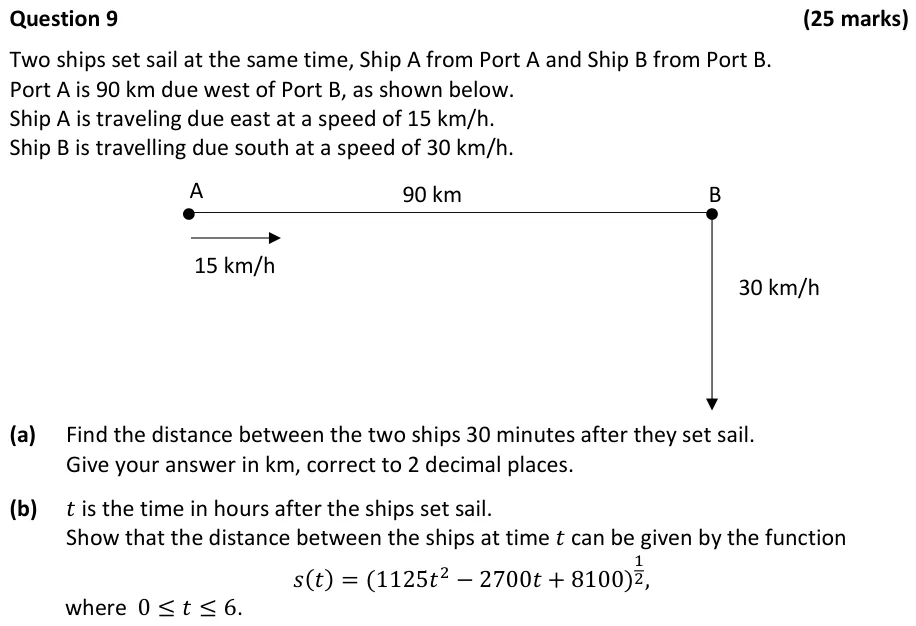 Question 9 (25 marks)
Two ships set sail at the same time, Ship A from Port A and Ship B from Port B.
Port A is 90 km due west of Port B, as shown below.
Ship A is traveling due east at a speed of 15 km/h.
Ship B is travelling due south at a speed of 30 km/h.
A 90 km B
15 km/h
30 km/h
(a) Find the distance between the two ships 30 minutes after they set sail.
Give your answer in km, correct to 2 decimal places.
(b) t is the time in hours after the ships set sail.
Show that the distance between the ships at time t can be given by the function
s(t) = (1125t² − 2700t + 8100)^(1/2),
where 0 ≤ t ≤ 6.